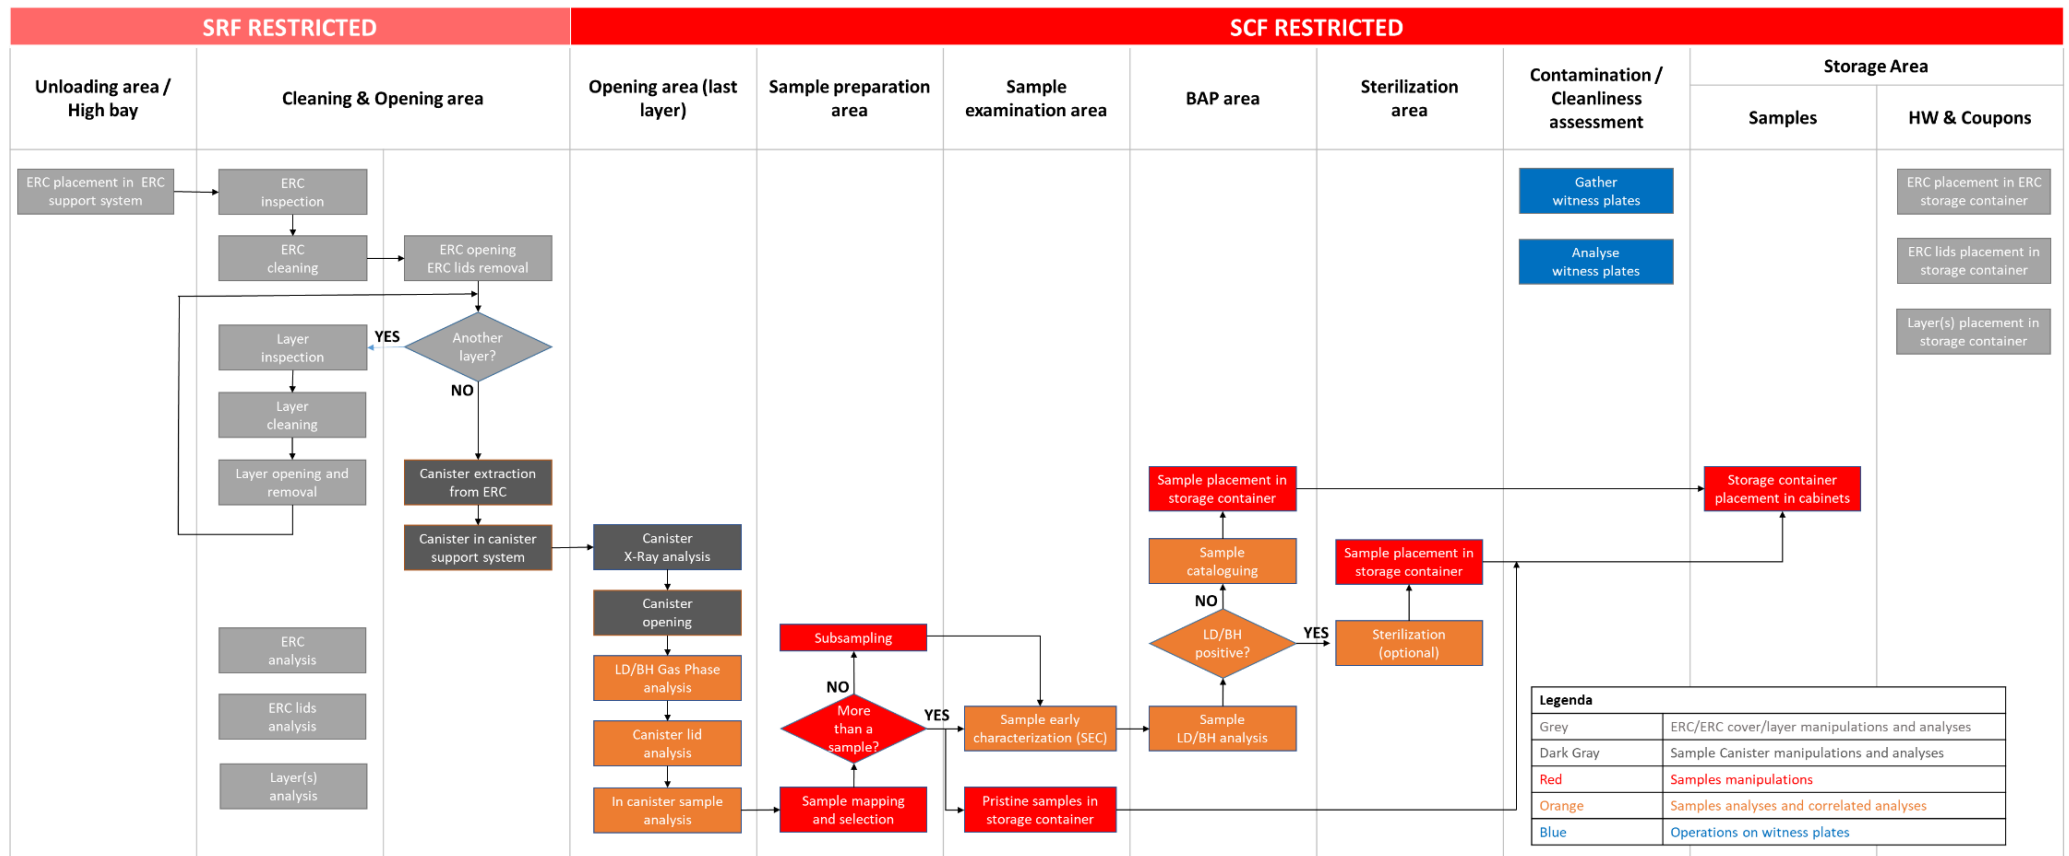 SRF RESTRICTED
SCF RESTRICTED
Unloading area /
High bay
Cleaning & Opening area
Opening area (last
layer)
Sample preparation
area
Sample
examination area
BAP area
Sterilization
area
Contamination /
Cleanliness
assessment
Storage Area
Samples
HW & Coupons
ERC placement in ERC
support system
ERC
inspection
ERC
cleaning
ERC opening
ERC lids removal
Another
layer?
YES
NO
Layer
inspection
Layer
cleaning
Layer opening and
removal
Canister extraction
from ERC
Canister in canister
support system
ERC
analysis
ERC lids
analysis
Layer(s)
analysis
Canister
X-Ray analysis
Canister
opening
LD/BH Gas Phase
analysis
Canister lid
analysis
In canister sample
analysis
Subsampling
NO
More
than a
sample?
YES
Sample mapping
and selection
Sample early
characterization (SEC)
Pristine samples in
storage container
Sample placement in
storage container
Sample
cataloguing
NO
LD/BH
positive?
YES
Sample
LD/BH analysis
Sample placement in
storage container
Sterilization
(optional)
Gather
witness plates
Analyse
witness plates
Storage container
placement in cabinets
ERC placement in ERC
storage container
ERC lids placement in
storage container
Layer(s) placement in
storage container
Legenda
Grey ERC/ERC cover/layer manipulations and analyses
Dark Gray Sample Canister manipulations and analyses
Red Samples manipulations
Orange Samples analyses and correlated analyses
Blue Operations on witness plates